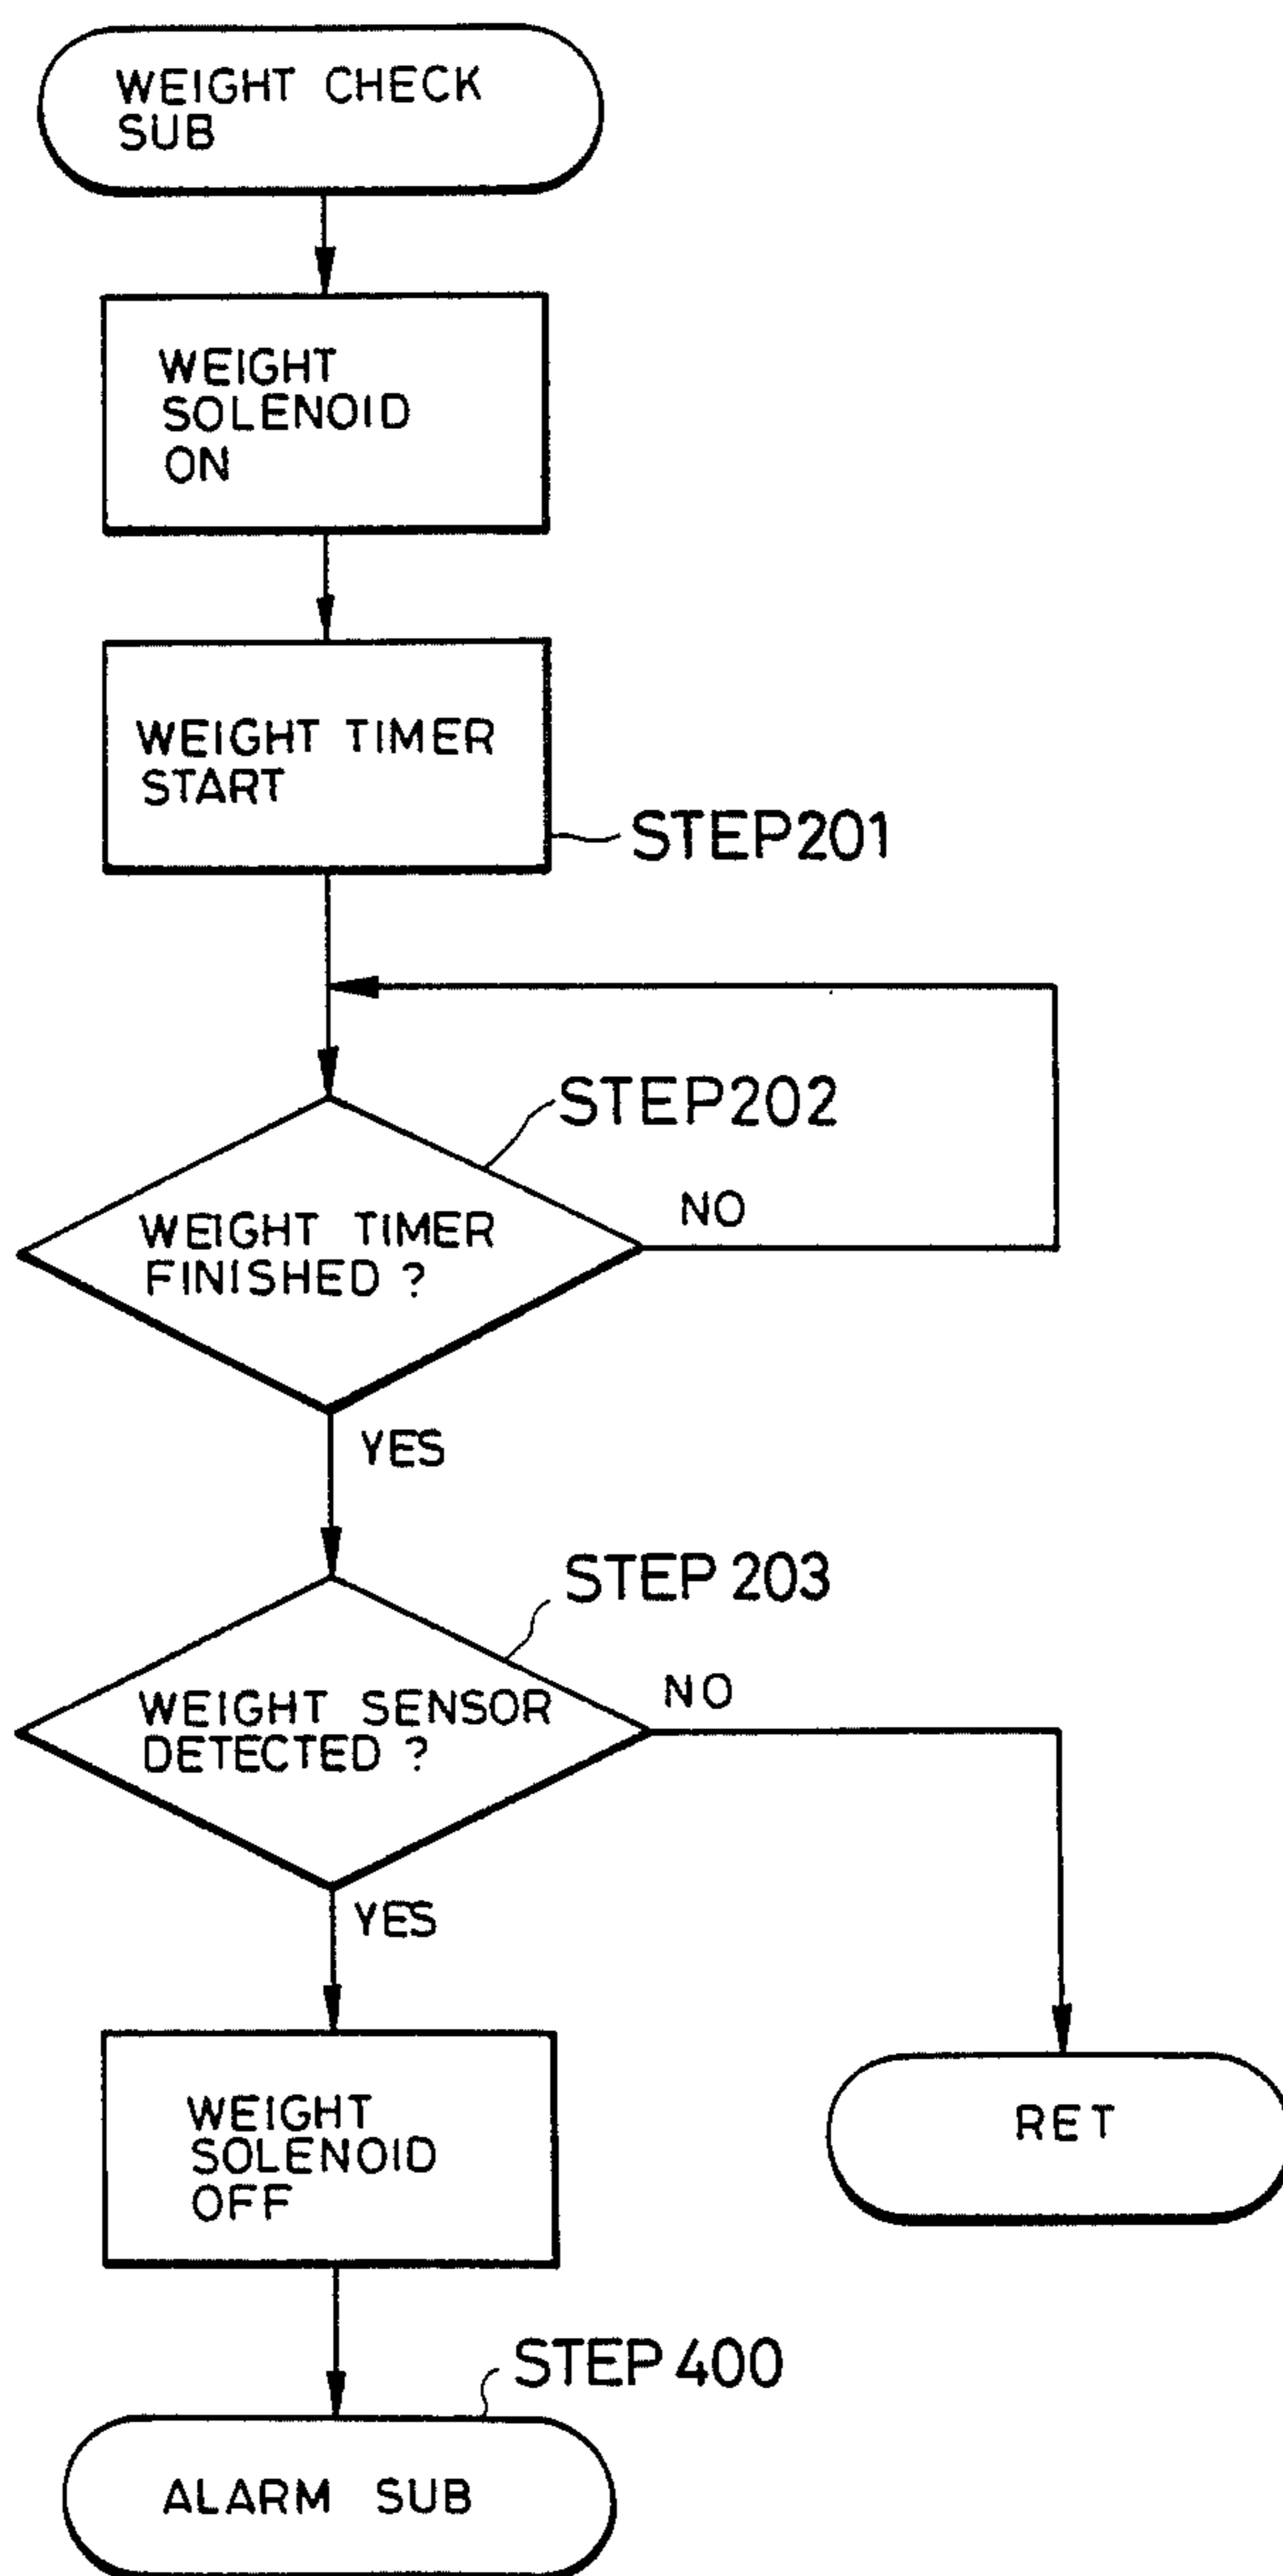 WEIGHT CHECK
SUB
WEIGHT
SOLENOID
ON
WEIGHT TIMER
START
STEP201
STEP202
WEIGHT TIMER
FINISHED ?
NO
YES
STEP 203
WEIGHT SENSOR
DETECTED ?
NO
YES
WEIGHT
SOLENOID
OFF
RET
STEP 400
ALARM SUB